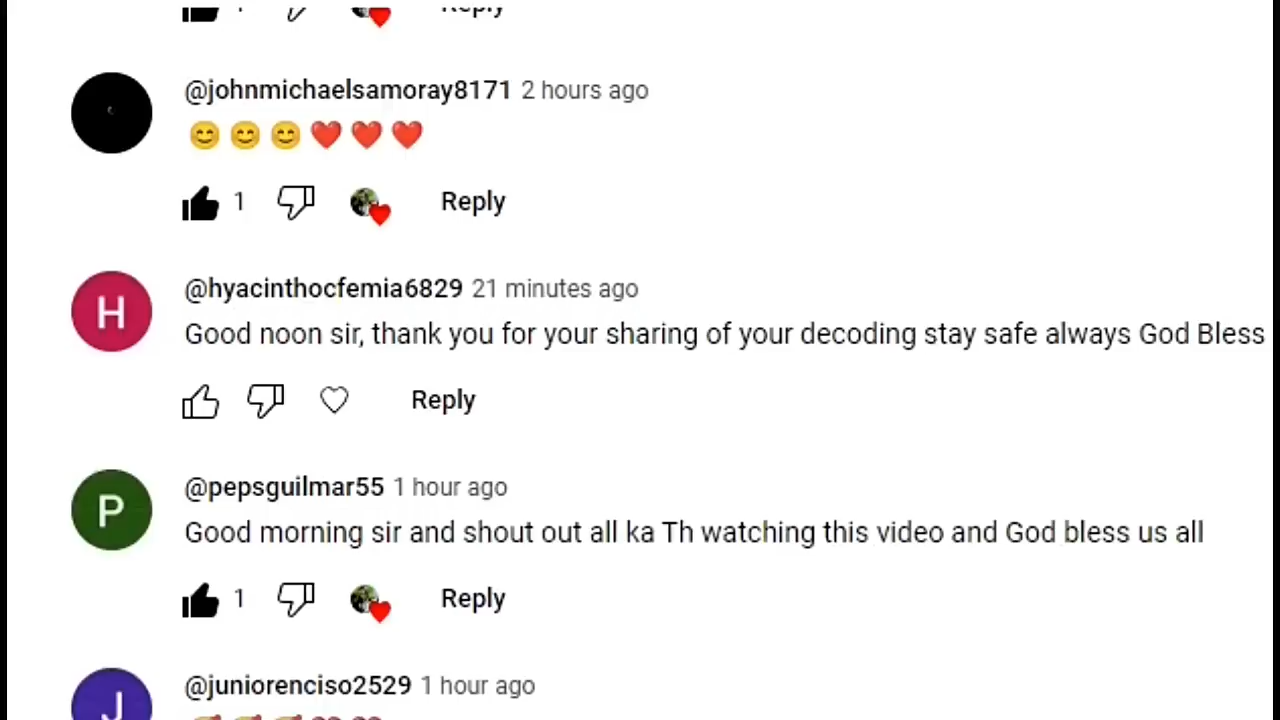 1 Reply
@johnmichaelsamoray8171 2 hours ago
😊😊😊❤️❤️❤️
1 Reply
H
@hyacinthocfemia6829 21 minutes ago
Good noon sir, thank you for your sharing of your decoding stay safe always God Bless
Reply
P
@pepsguilmar55 1 hour ago
Good morning sir and shout out all ka Th watching this video and God bless us all
1 Reply
J
@juniorenciso2529 1 hour ago